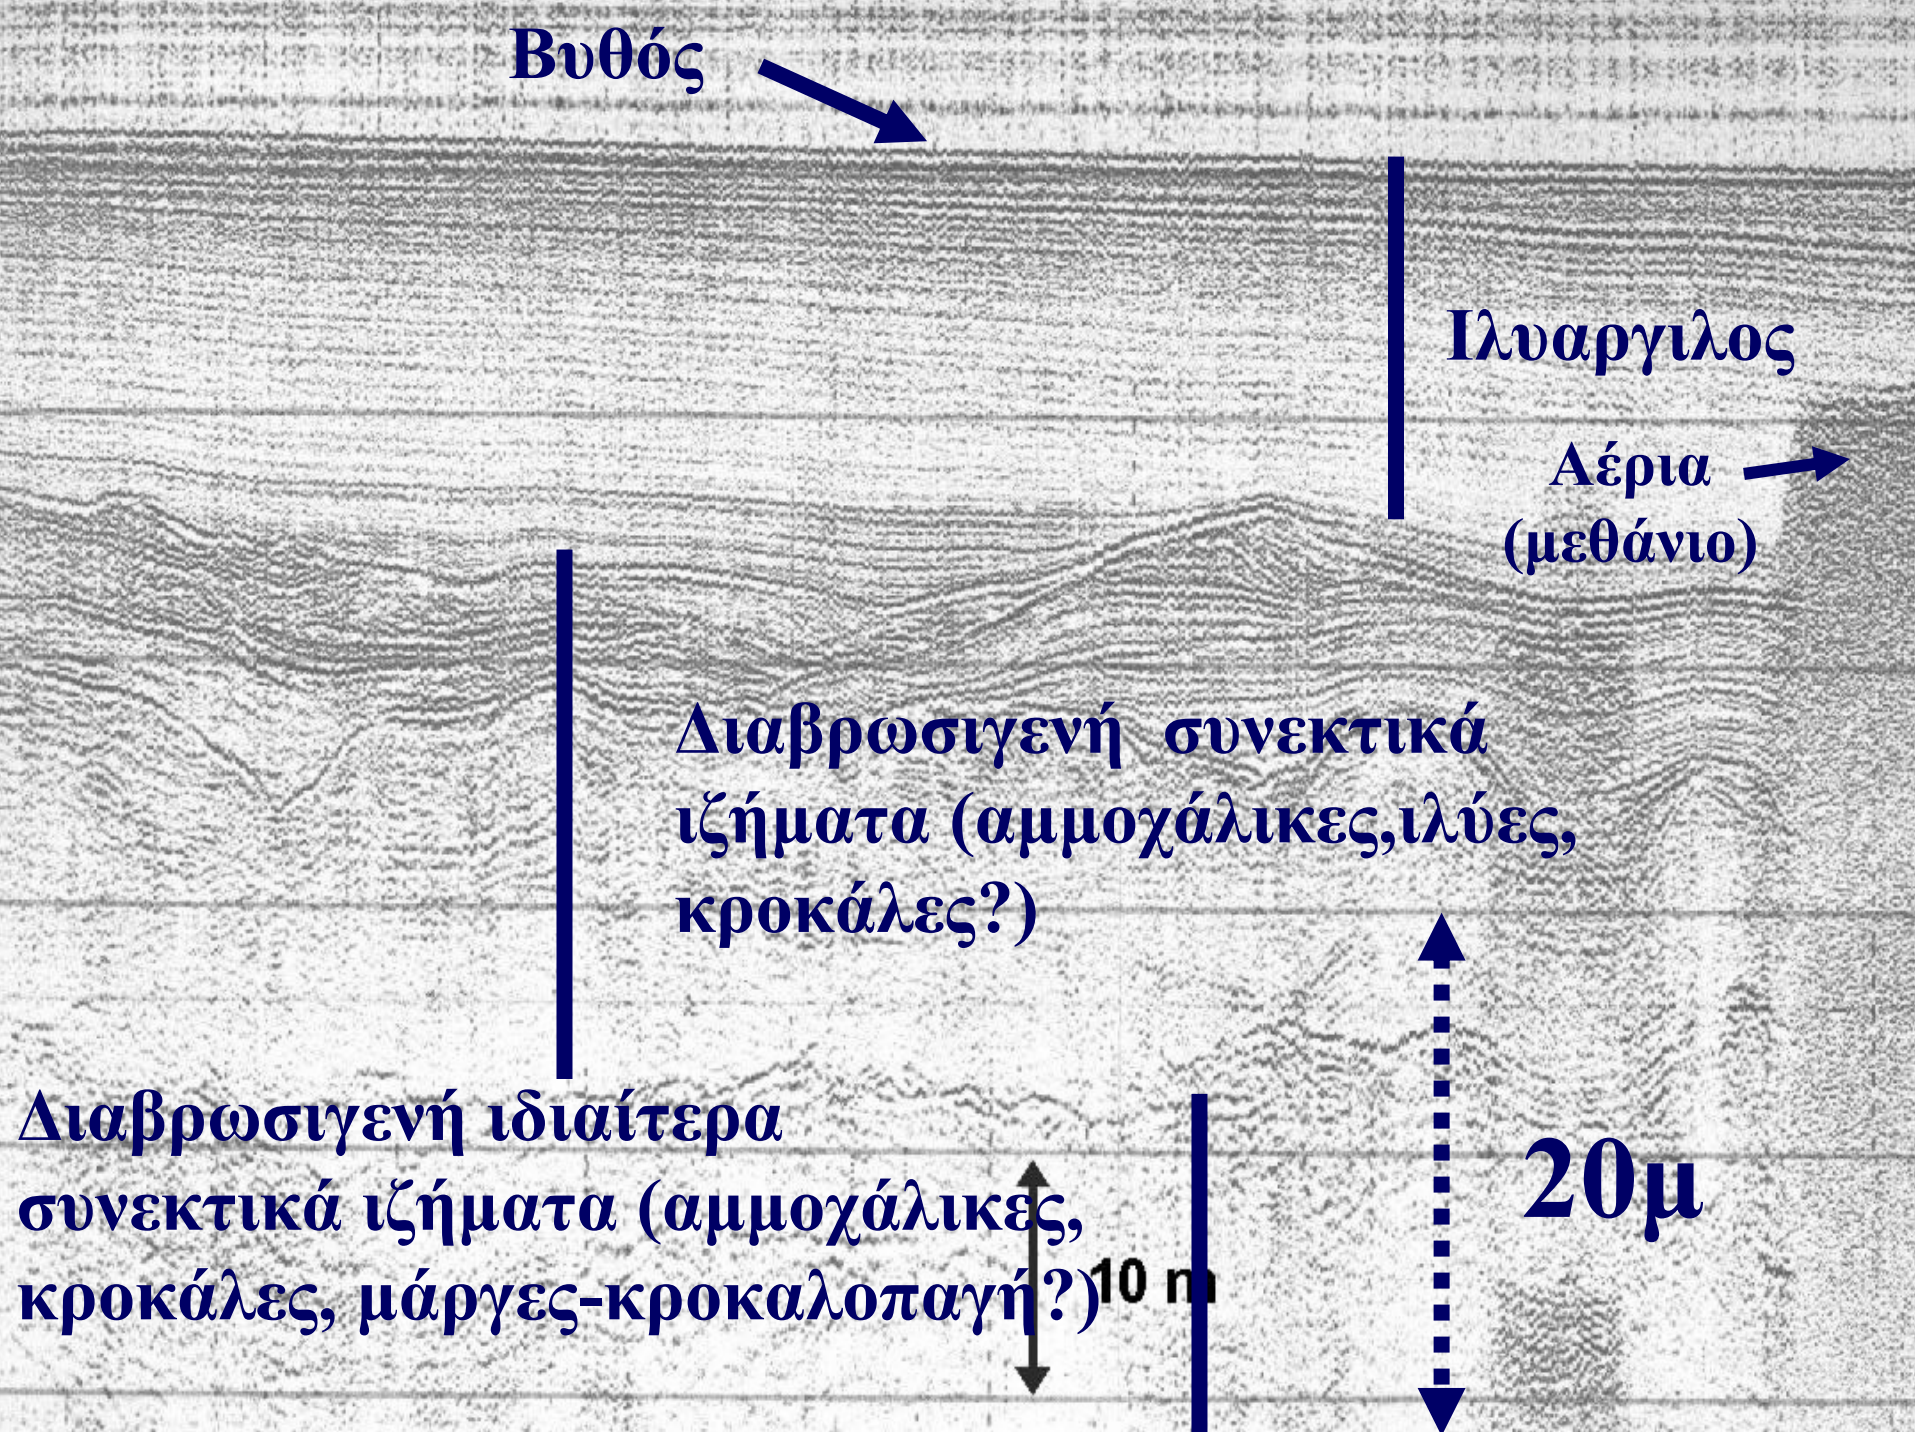 Βυθός
Ιλυαργιλος
Αέρια
(μεθάνιο)
Διαβρωσιγενή συνεκτικά
ιζήματα (αμμοχάλικες,ιλύες,
κροκάλες?)
Διαβρωσιγενή ιδιαίτερα
συνεκτικά ιζήματα (αμμοχάλικες,
κροκάλες, μάργες-κροκαλοπαγή?)
10 m
20μ